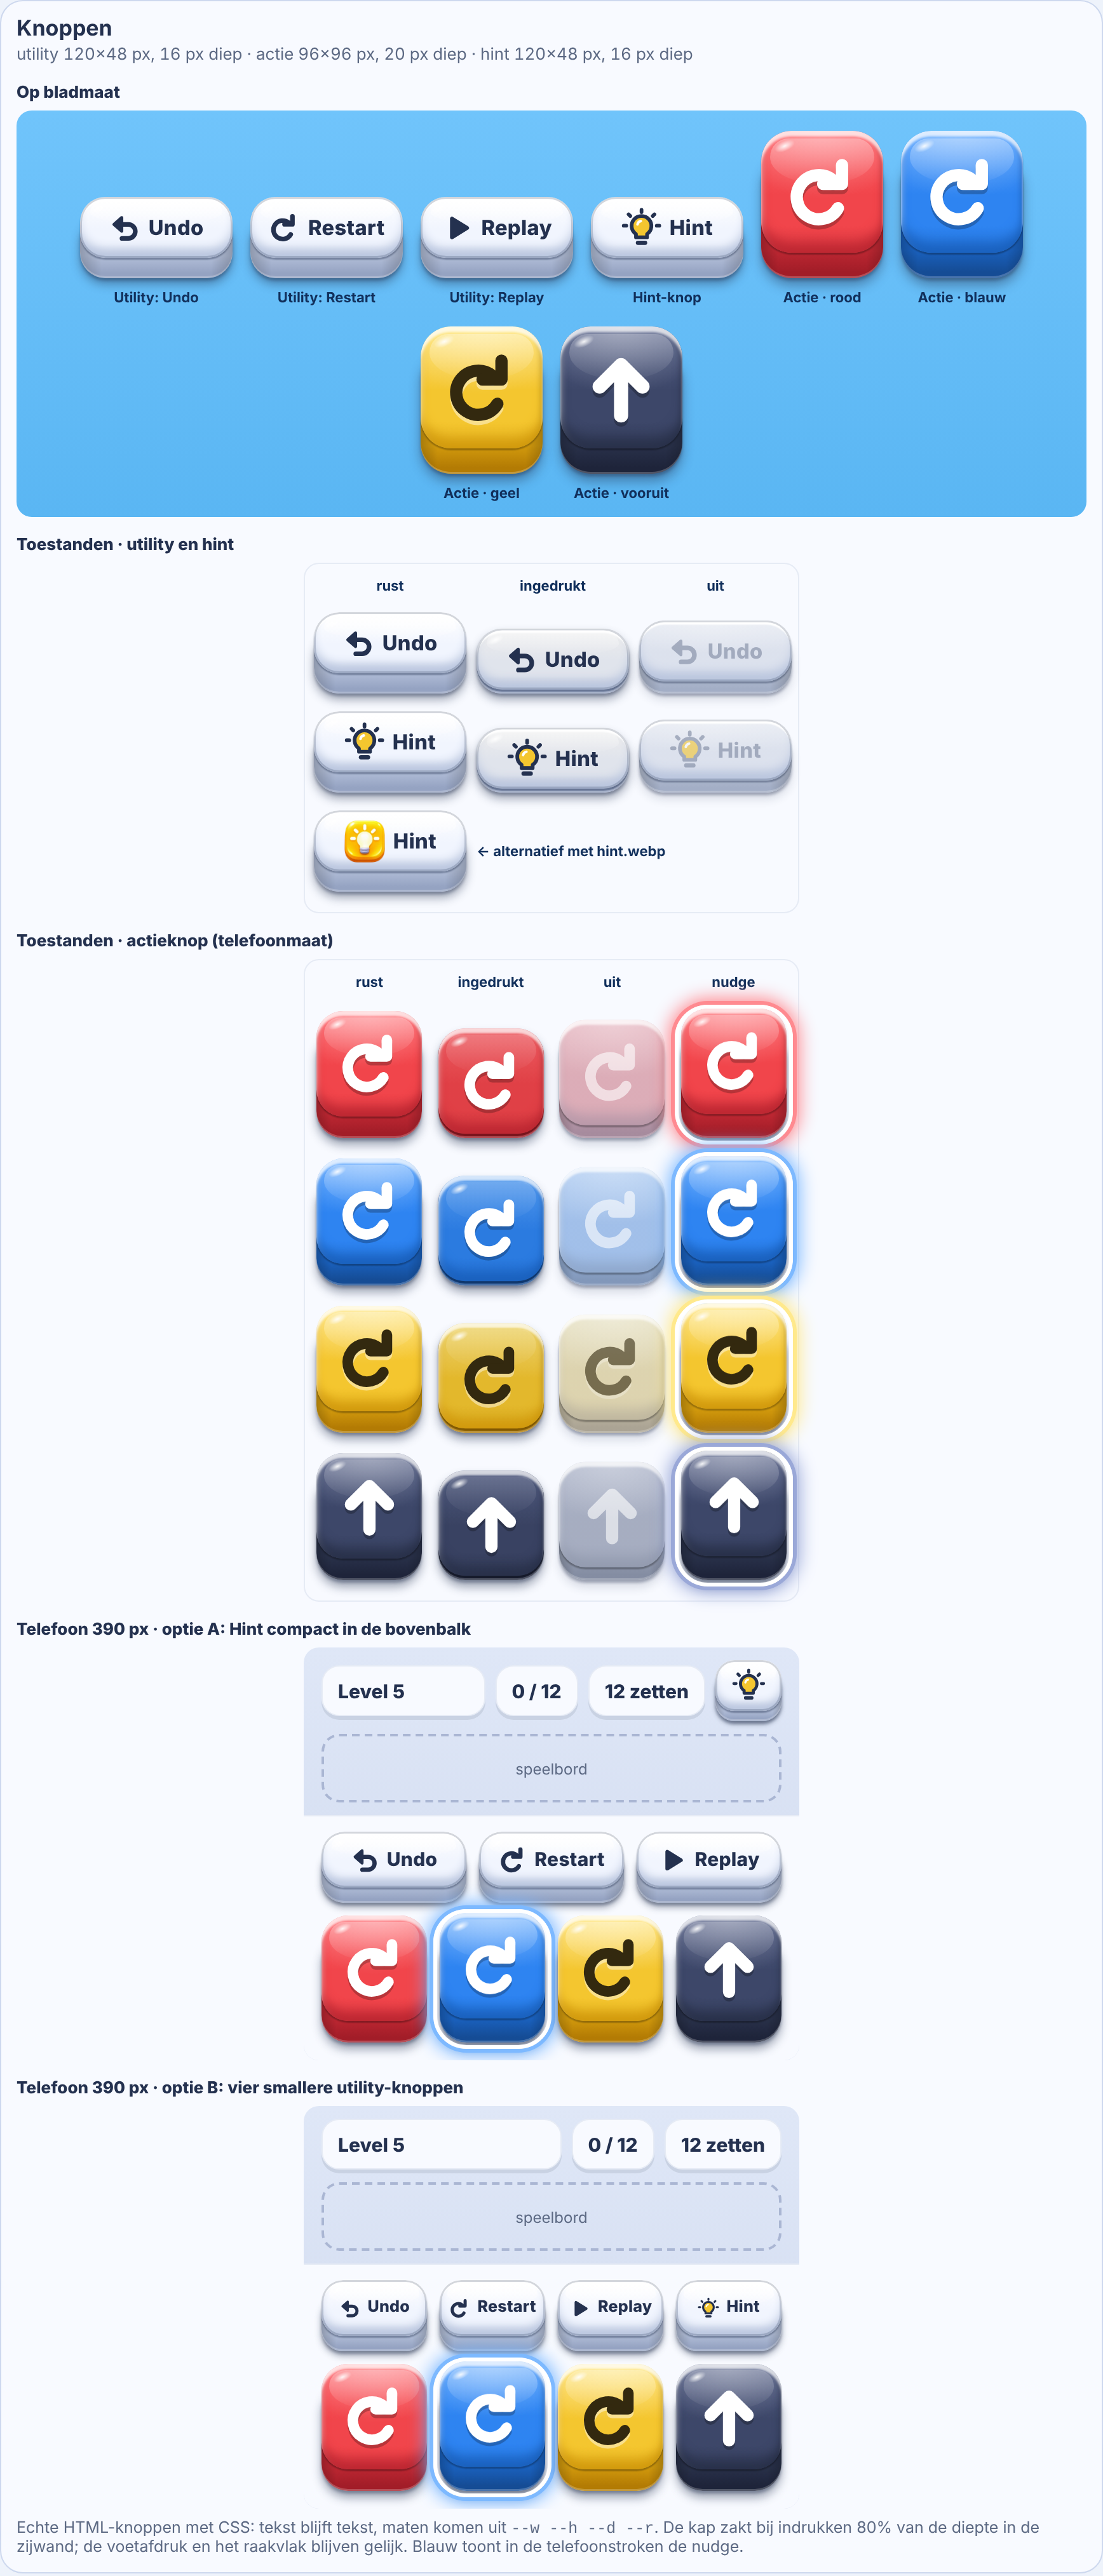 Knoppen
utility 120×48 px, 16 px diep · actie 96×96 px, 20 px diep · hint 120×48 px, 16 px diep
Op bladmaat
Undo
Restart
Replay
Hint
Utility: Undo
Utility: Restart
Utility: Replay
Hint-knop
Actie · rood
Actie · blauw
Actie · geel
Actie · vooruit
Toestanden · utility en hint
rust
ingedrukt
uit
Undo
Undo
Undo
Hint
Hint
Hint
Hint
← alternatief met hint.webp
Toestanden · actieknop (telefoonmaat)
rust
ingedrukt
uit
nudge
Telefoon 390 px · optie A: Hint compact in de bovenbalk
Level 5
0 / 12
12 zetten
speelbord
Undo
Restart
Replay
Telefoon 390 px · optie B: vier smallere utility-knoppen
Level 5
0 / 12
12 zetten
speelbord
Undo
Restart
Replay
Hint
Echte HTML-knoppen met CSS: tekst blijft tekst, maten komen uit --w --h --d --r. De kap zakt bij indrukken 80% van de diepte in de
zijwand; de voetafdruk en het raakvlak blijven gelijk. Blauw toont in de telefoonstroken de nudge.